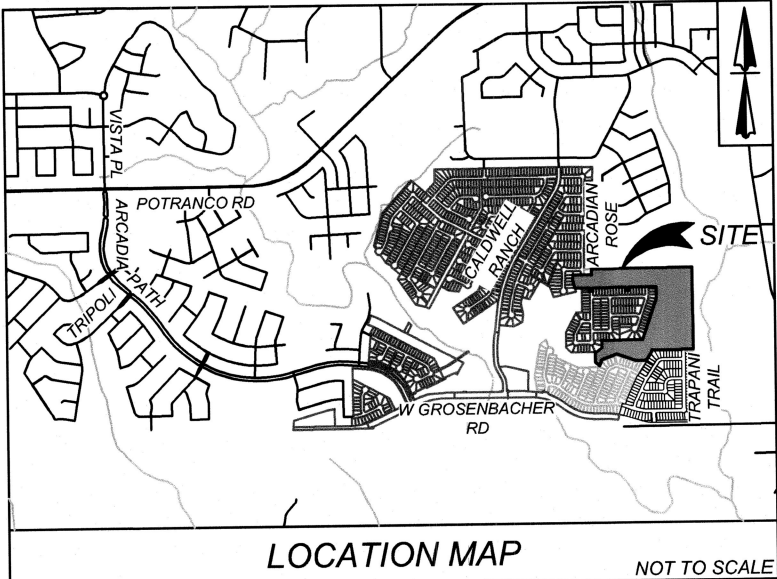 VISTA PL
POTRANCO RD
ARCADIA PATH
TRIPOLI
CALDWELL
RANCH
ARCADIAN
ROSE
SITE
W GROSENBACHER
RD
TRAPANI
TRAIL
LOCATION MAP
NOT TO SCALE